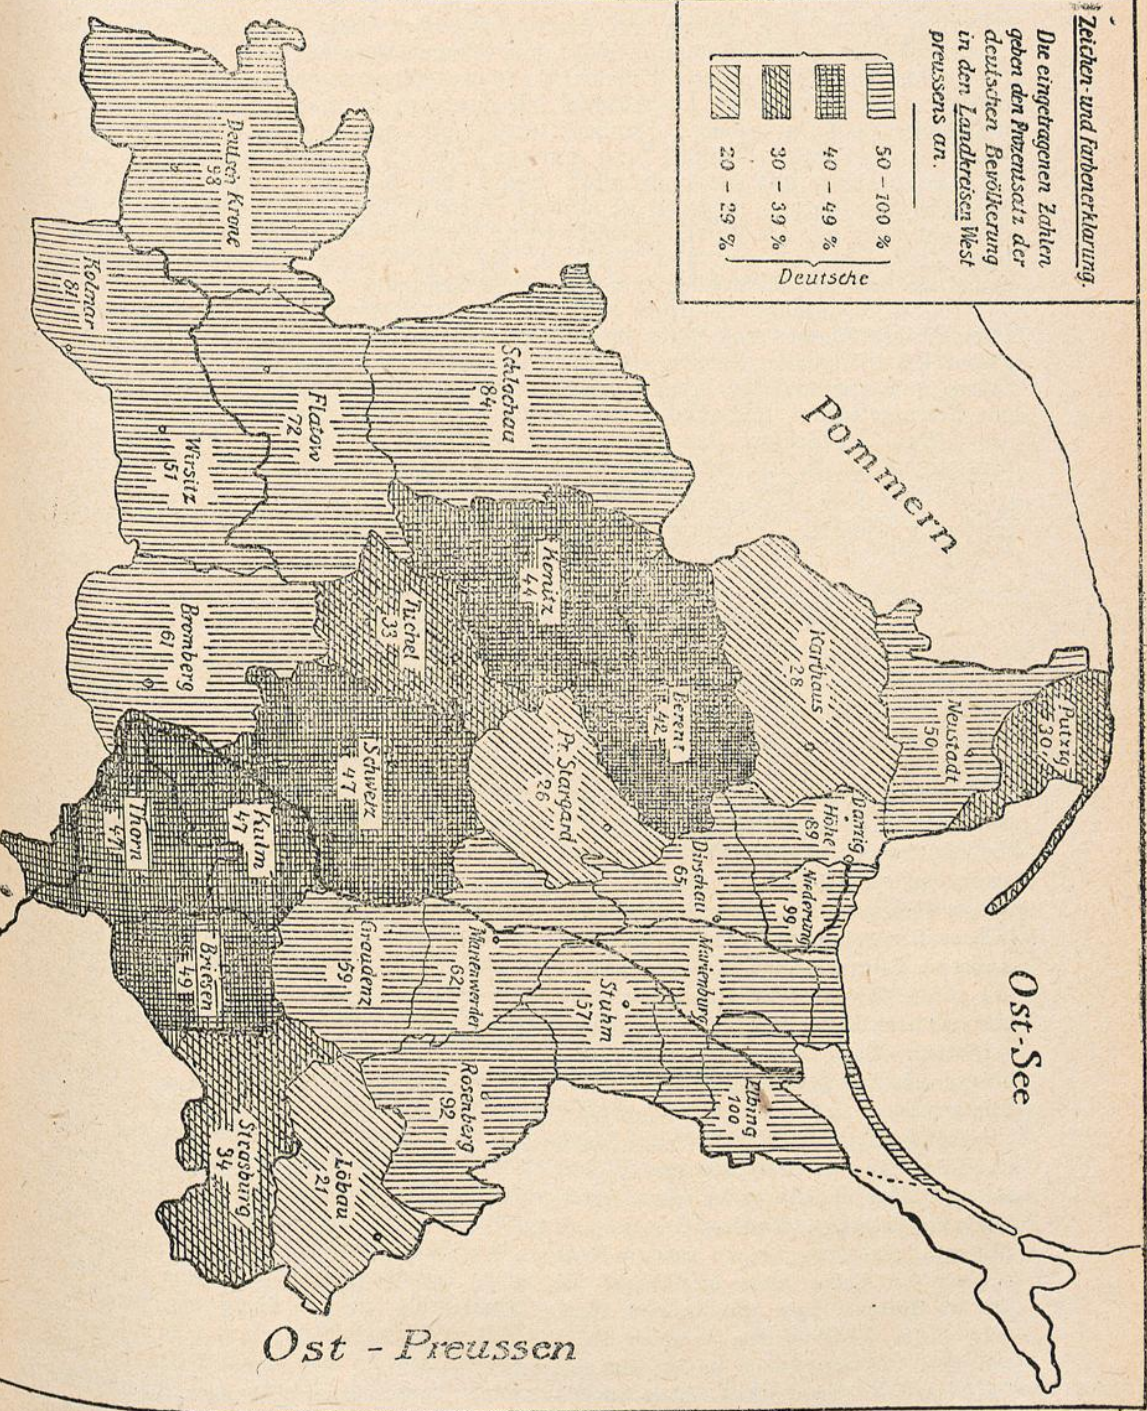 Zeichen- und Farbenerklärung.
Die eingetragenen Zahlen
geben den Prozentsatz der
deutschen Bevölkerung
in den Landkreisen West
preussens an.
50 - 100 %
40 - 49 %
30 - 39 %
20 - 29 %
Deutsche
Pommern
Ost-See
Putzig
30
Neustadt
50
Karthaus
28
Danzig
Höhe
89
Niederung
99
Berent
42
Dirschau
65
Marienburg
Elbing
100
Pr. Stargard
26
Stuhm
57
Konitz
44
Schlochau
84
Marienwerder
62
Rosenberg
92
Tuchel
33
Schwetz
47
Graudenz
59
Löbau
21
Flatow
72
Deutsch Krone
98
Kulm
47
Strasburg
34
Briesen
49
Bromberg
61
Wirsitz
51
Thorn
47
Kolmar
81
Ost - Preussen